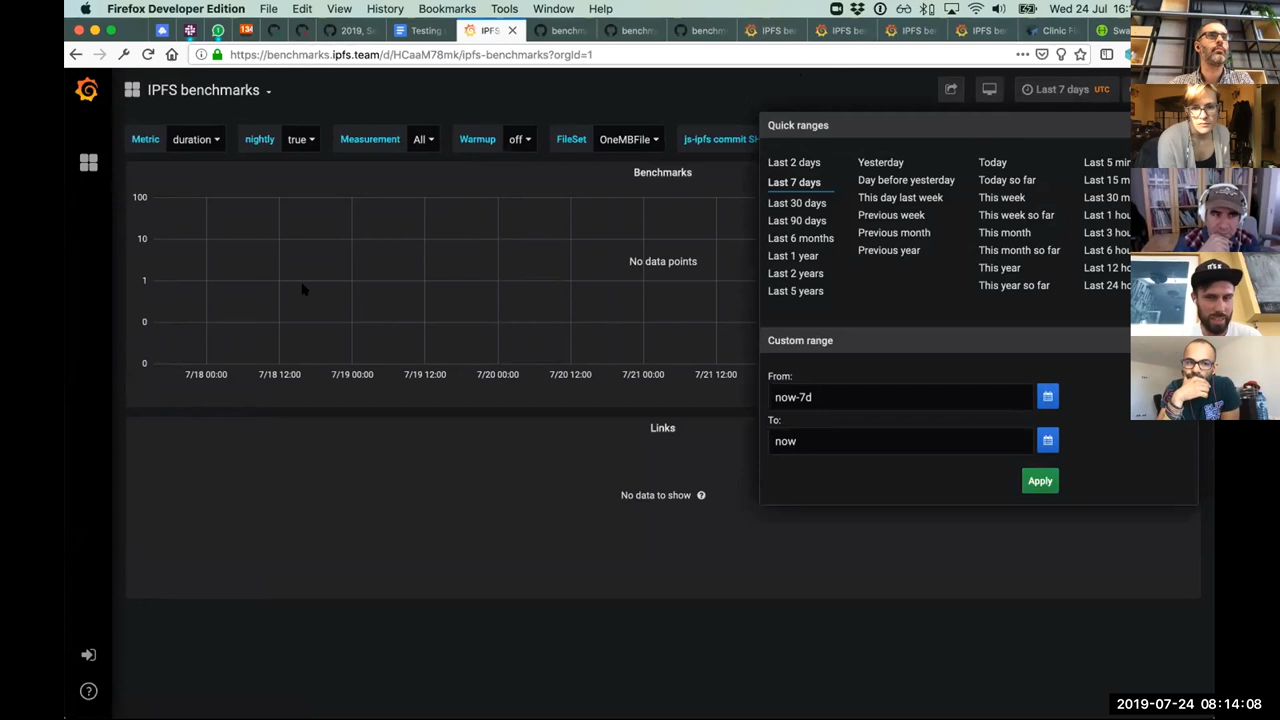 Firefox Developer Edition File Edit View History Bookmarks Tools Window Help Wed 24 Jul 16:
134 2019, S Testing IPFS benchm benchm benchm IPFS be IPFS be IPFS be IPFS be Clinic Fl Swa
https://benchmarks.ipfs.team/d/HCaaM78mk/ipfs-benchmarks?orgId=1
IPFS benchmarks Last 7 days UTC
Metric duration nightly true Measurement All Warmup off FileSet OneMBFile js-ipfs commit SH
Benchmarks
100
10
1
0
0
No data points
7/18 00:00 7/18 12:00 7/19 00:00 7/19 12:00 7/20 00:00 7/20 12:00 7/21 00:00 7/21 12:00
Links
No data to show
Quick ranges
Last 2 days Yesterday Today Last 5 min
Last 7 days Day before yesterday Today so far Last 15 m
Last 30 days This day last week This week Last 30 m
Last 90 days Previous week This week so far Last 1 hou
Last 6 months Previous month This month Last 3 hou
Last 1 year Previous year This month so far Last 6 hou
Last 2 years This year Last 12 ho
Last 5 years This year so far Last 24 ho
Custom range
From:
now-7d
To:
now
Apply
2019-07-24 08:14:08